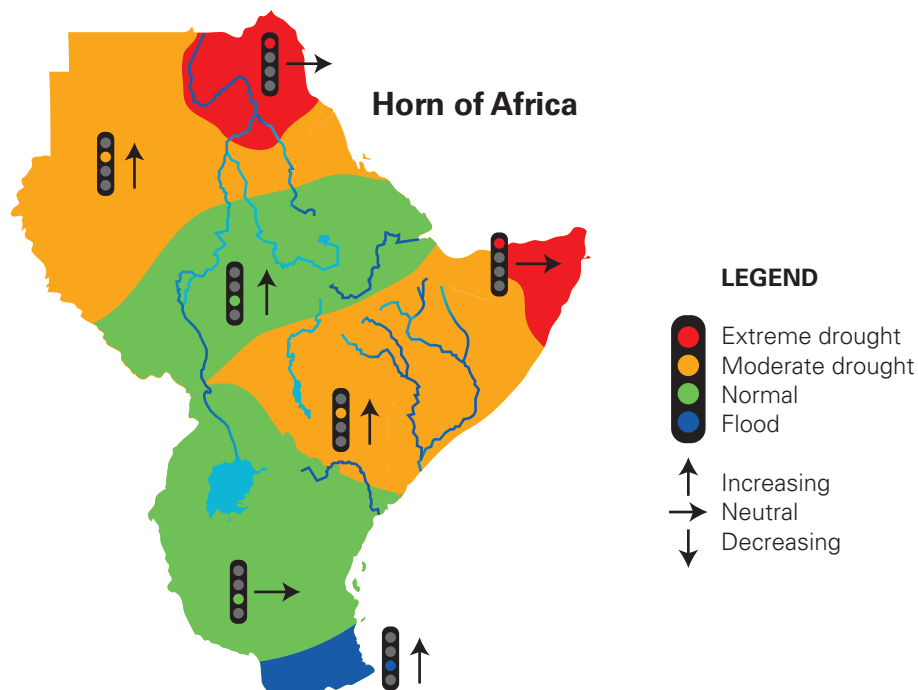 Horn of Africa
LEGEND
Extreme drought
Moderate drought
Normal
Flood
Increasing
Neutral
Decreasing